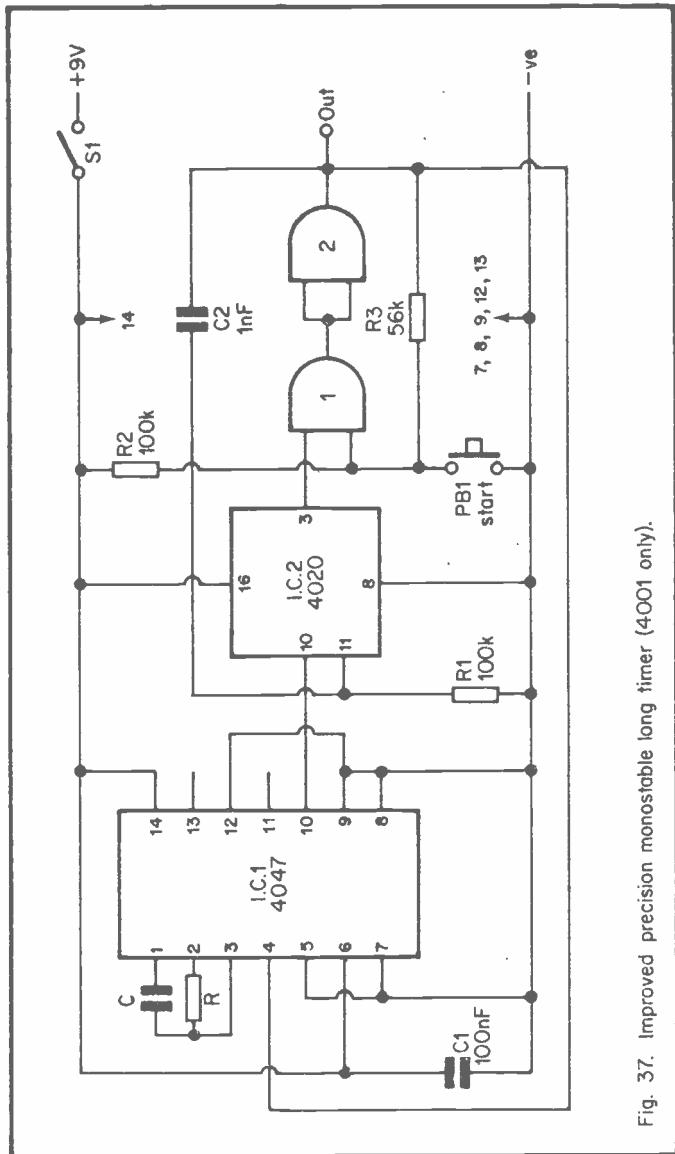 S1
+9V
14
R2
100k
C2
1nF
Out
1
2
R3
56k
7, 8, 9, 12, 13
PB1
start
-ve
16
3
I.C.2
4020
10
11
8
R1
100k
14
13
12
11
10
9
8
I.C.1
4047
1
2
3
4
5
6
7
C
R
C1
100nF
Fig. 37. Improved precision monostable long timer (4001 only).